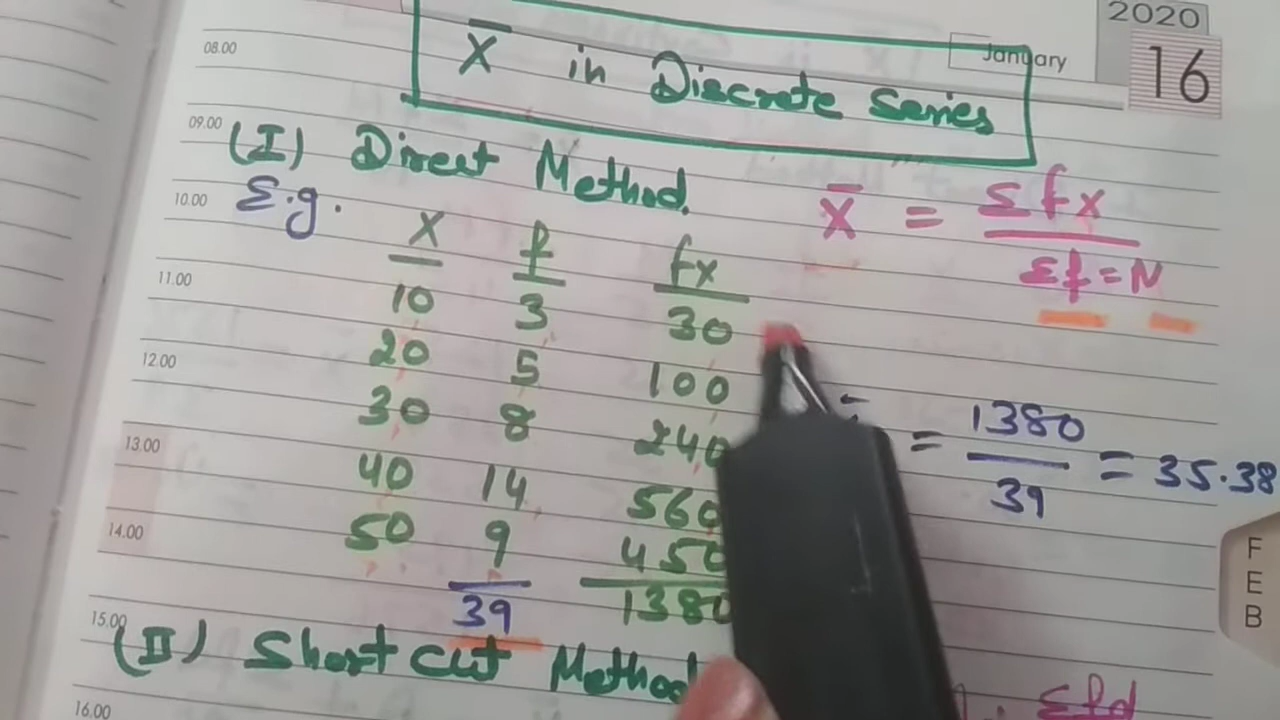 2020
January
16
08.00
X̄ in Discrete Series
09.00
(I) Direct Method.
X̄ = Σfx / Σf = N
10.00
E.g.
X f fx
11.00
10 3 30
20 5 100
12.00
30 8 240
= 1380 / 39 = 35.38
13.00
40 14 560
50 9 450
14.00
39 1380
15.00
(II) Short cut Method
Σfd
16.00
FEB